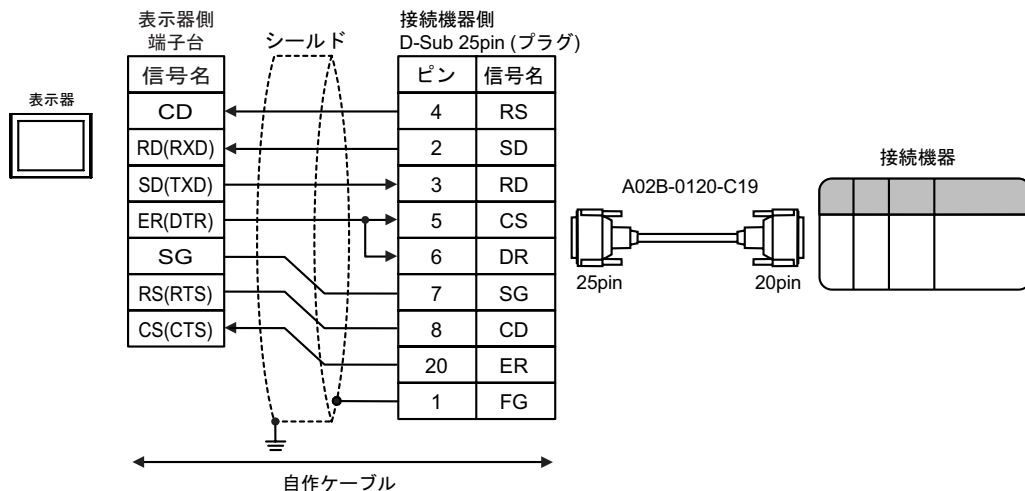 表示器
表示器側
端子台
信号名
CD
RD(RXD)
SD(TXD)
ER(DTR)
SG
RS(RTS)
CS(CTS)
シールド
接続機器側
D-Sub 25pin (プラグ)
ピン 信号名
4 RS
2 SD
3 RD
5 CS
6 DR
7 SG
8 CD
20 ER
1 FG
自作ケーブル
A02B-0120-C19
25pin 20pin
接続機器